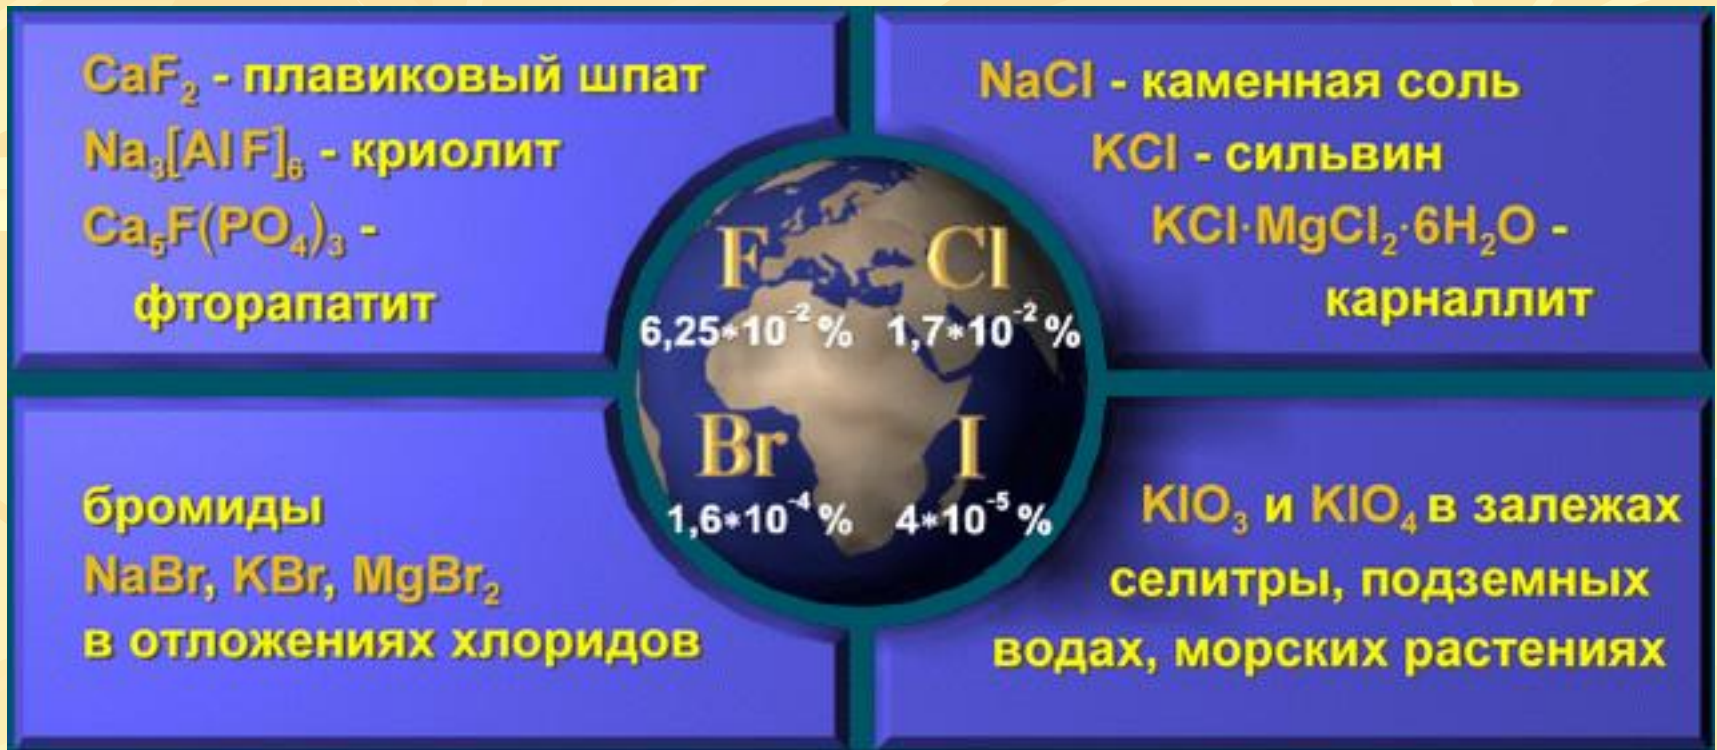 CaF₂ - плавиковый шпат
Na₃[AlF]₆ - криолит
Ca₅F(PO₄)₃ -
фторапатит
NaCl - каменная соль
KCl - сильвин
KCl·MgCl₂·6H₂O -
карналлит
F Cl
6,25*10⁻² % 1,7*10⁻² %
Br I
1,6*10⁻⁴ % 4*10⁻⁵ %
бромиды
NaBr, KBr, MgBr₂
в отложениях хлоридов
KIO₃ и KIO₄ в залежах
селитры, подземных
водах, морских растениях